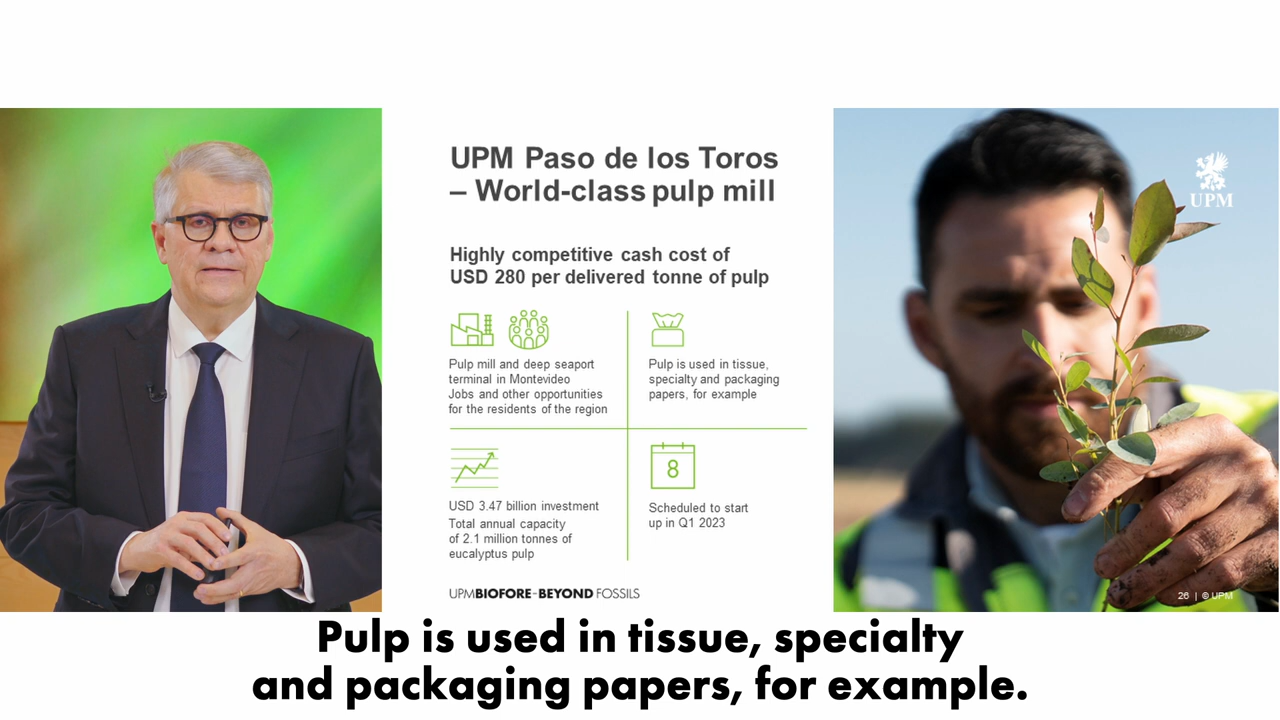 UPM Paso de los Toros
– World-class pulp mill
Highly competitive cash cost of
USD 280 per delivered tonne of pulp
Pulp mill and deep seaport
terminal in Montevideo
Jobs and other opportunities
for the residents of the region
Pulp is used in tissue,
specialty and packaging
papers, for example
USD 3.47 billion investment
Total annual capacity
of 2.1 million tonnes of
eucalyptus pulp
8
Scheduled to start
up in Q1 2023
UPMBIOFORE-BEYOND FOSSILS
UPM
26 | © UPM
Pulp is used in tissue, specialty
and packaging papers, for example.